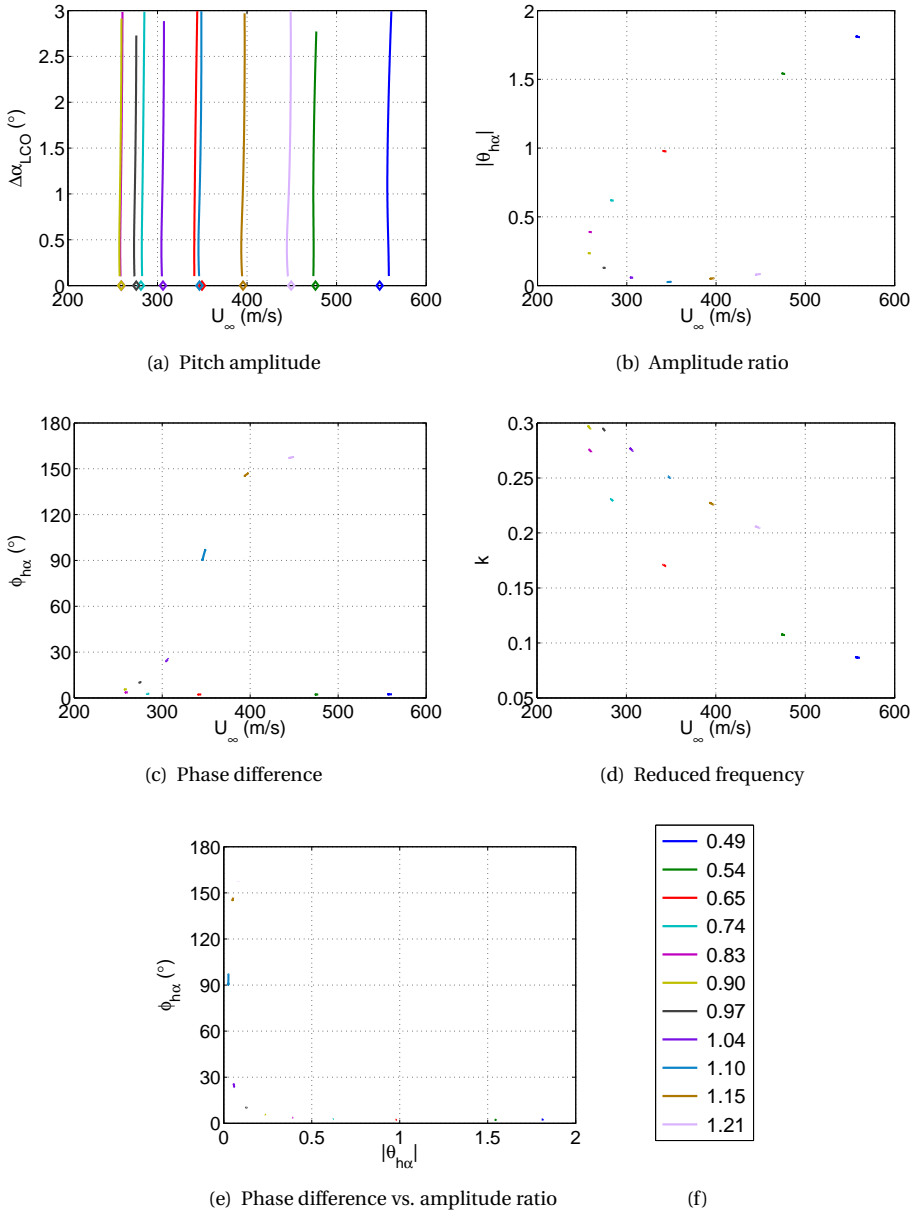 3
2.5
2
1.5
1
0.5
0
Δα_LCO (°)
200 300 400 500 600
U_∞ (m/s)
(a) Pitch amplitude
2
1.5
1
0.5
0
|θ_hα|
200 300 400 500 600
U_∞ (m/s)
(b) Amplitude ratio
180
150
120
90
60
30
0
ϕ_hα (°)
200 300 400 500 600
U_∞ (m/s)
(c) Phase difference
0.3
0.25
0.2
0.15
0.1
0.05
k
200 300 400 500 600
U_∞ (m/s)
(d) Reduced frequency
180
150
120
90
60
30
0
ϕ_hα (°)
0 0.5 1 1.5 2
|θ_hα|
(e) Phase difference vs. amplitude ratio
0.49
0.54
0.65
0.74
0.83
0.90
0.97
1.04
1.10
1.15
1.21
(f)